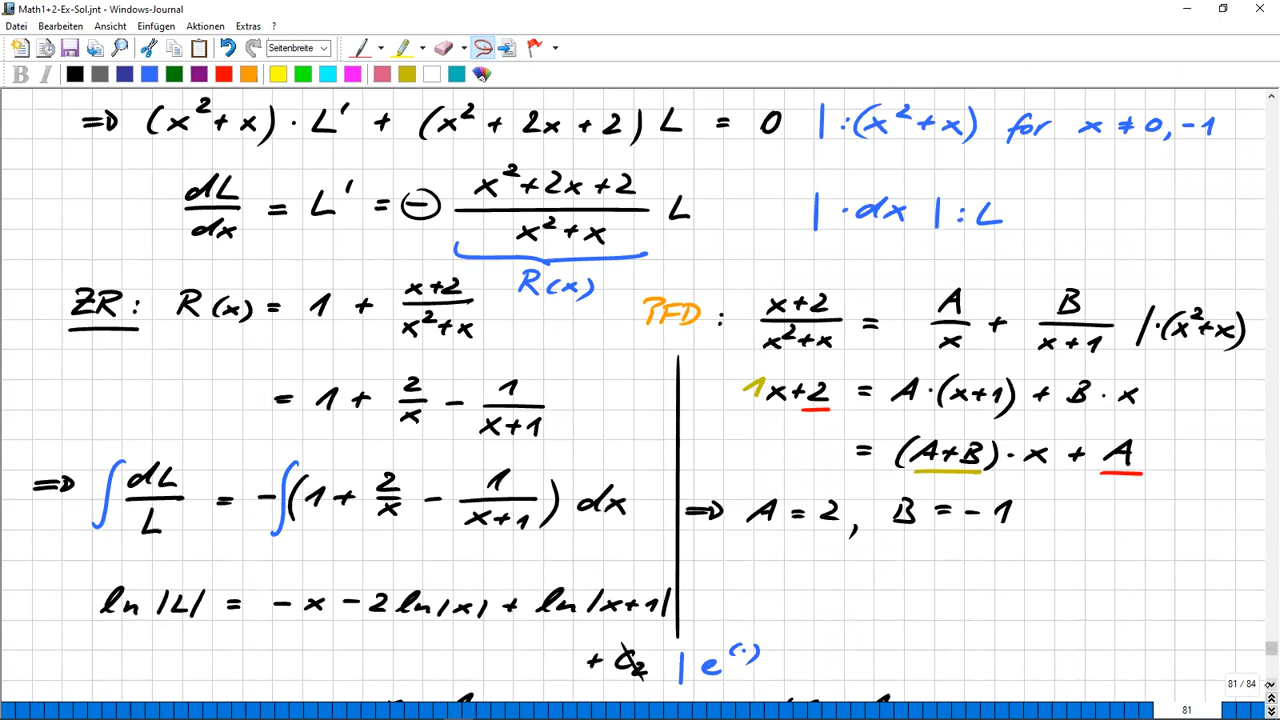 Math1+2-Ex-Sol.jnt - Windows-Journal
Datei Bearbeiten Ansicht Einfügen Aktionen Extras ?
Seitenbreite
B I
=> (x²+x) · L' + (x² + 2x + 2) L = 0 | :(x²+x) for x ≠ 0, -1
dL/dx = L' = ⊖ (x²+2x+2)/(x²+x) L | · dx | : L
R(x)
ZR: R(x) = 1 + (x+2)/(x²+x)
= 1 + 2/x - 1/(x+1)
=> ∫ dL/L = -∫(1 + 2/x - 1/(x+1)) dx
ln |L| = - x - 2 ln|x| + ln|x+1|
+ C₂ | e^(·)
PFD : (x+2)/(x²+x) = A/x + B/(x+1) | ·(x²+x)
1x+2 = A·(x+1) + B · x
= (A+B) · x + A
=> A = 2, B = -1
81 / 84
81